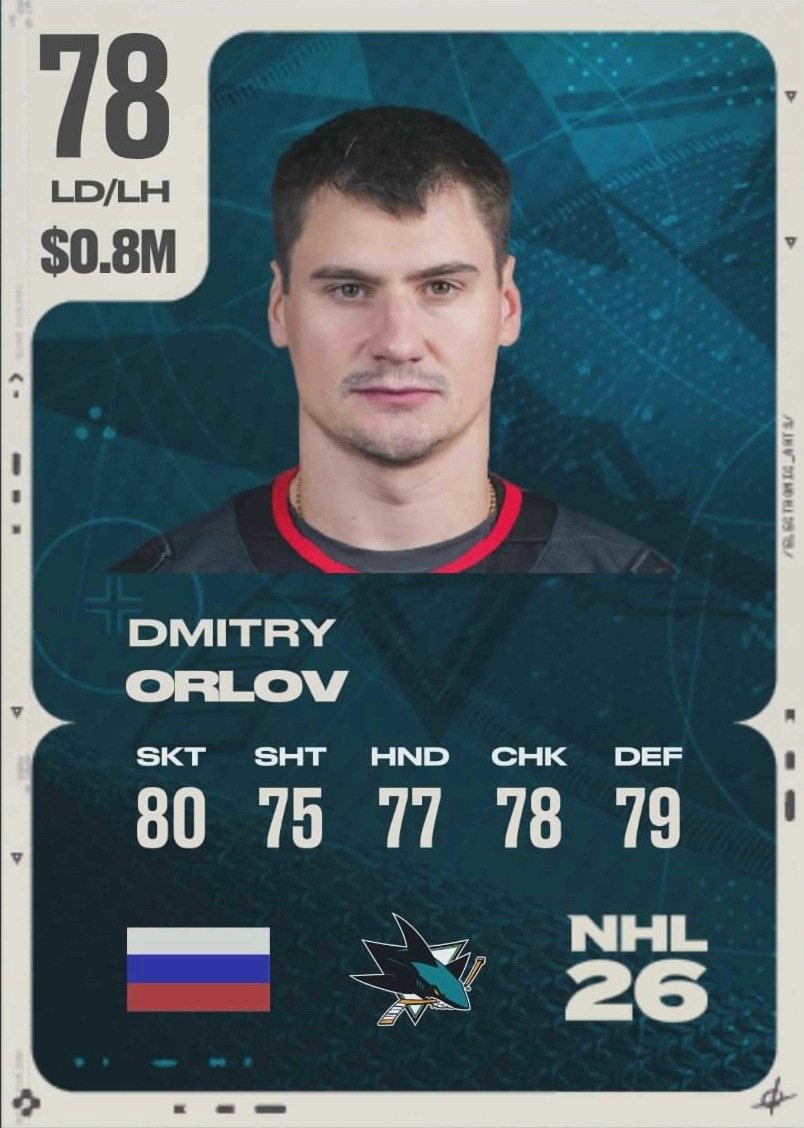 78
LD/LH
$0.8M
/ELECTRONIC_ARTS/
DMITRY
ORLOV
SKT SHT HND CHK DEF
80 75 77 78 79
NHL
26